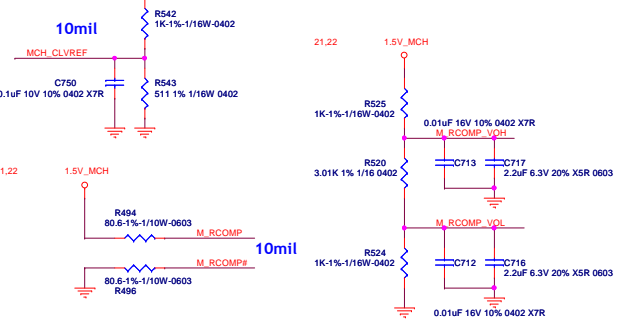 R542
1K-1%-1/16W-0402
10mil
MCH_CLVREF
C750
0.1uF 10V 10% 0402 X7R
R543
511 1% 1/16W 0402
21,22
1.5V_MCH
R525
1K-1%-1/16W-0402
0.01uF 16V 10% 0402 X7R
M_RCOMP_VOH
R520
3.01K 1% 1/16 0402
C713
C717
2.2uF 6.3V 20% X5R 0603
M_RCOMP_VOL
R524
1K-1%-1/16W-0402
C712
C716
2.2uF 6.3V 20% X5R 0603
0.01uF 16V 10% 0402 X7R
1,22
1.5V_MCH
R494
80.6-1%-1/10W-0603
M_RCOMP
10mil
M_RCOMP#
80.6-1%-1/10W-0603
R496